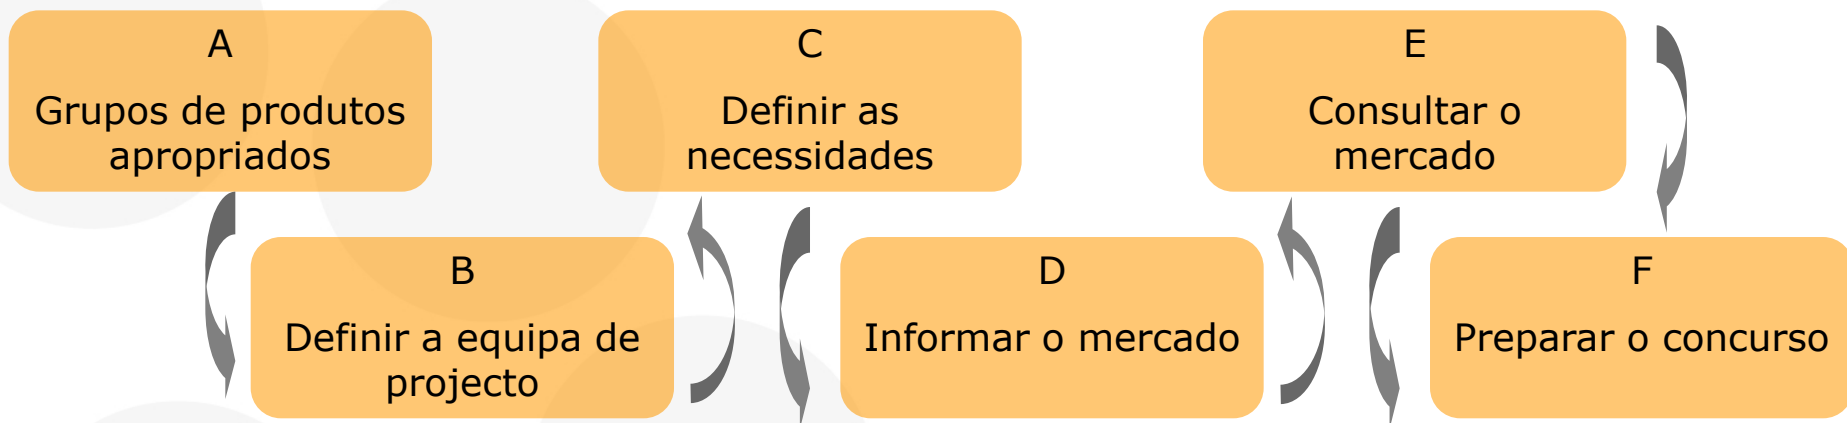 A
Grupos de produtos
apropriados
B
Definir a equipa de
projecto
C
Definir as
necessidades
D
Informar o mercado
E
Consultar o
mercado
F
Preparar o concurso